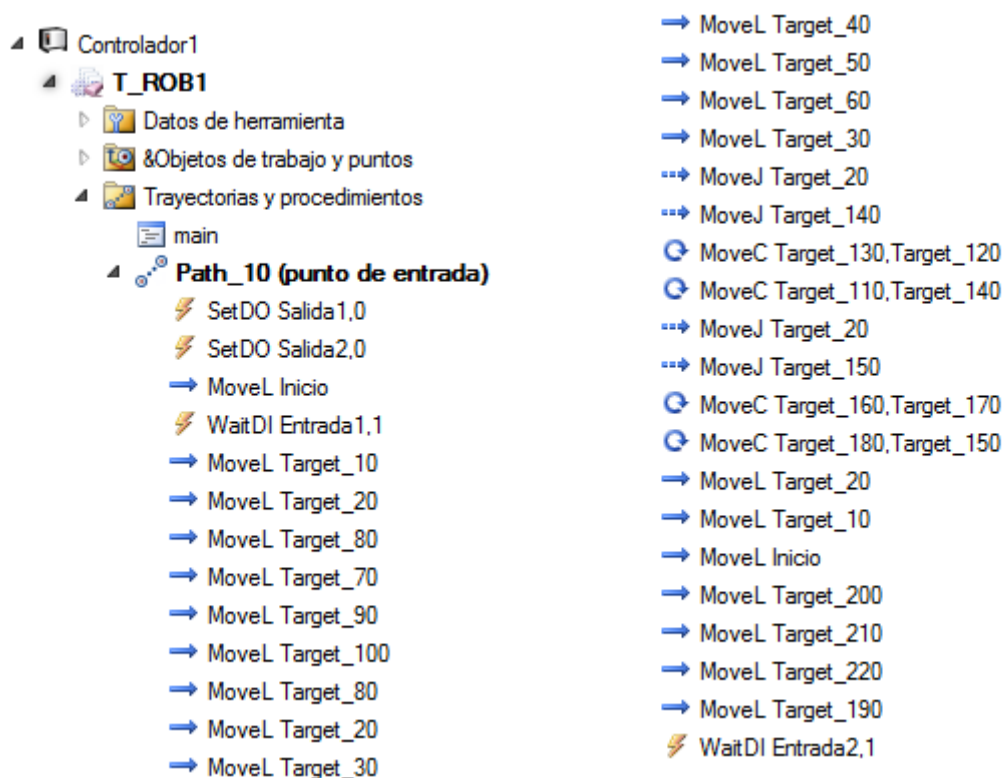 Controlador1
T_ROB1
Datos de herramienta
&Objetos de trabajo y puntos
Trayectorias y procedimientos
main
Path_10 (punto de entrada)
SetDO Salida1,0
SetDO Salida2,0
MoveL Inicio
WaitDI Entrada1,1
MoveL Target_10
MoveL Target_20
MoveL Target_80
MoveL Target_70
MoveL Target_90
MoveL Target_100
MoveL Target_80
MoveL Target_20
MoveL Target_30
MoveL Target_40
MoveL Target_50
MoveL Target_60
MoveL Target_30
MoveJ Target_20
MoveJ Target_140
MoveC Target_130,Target_120
MoveC Target_110,Target_140
MoveJ Target_20
MoveJ Target_150
MoveC Target_160,Target_170
MoveC Target_180,Target_150
MoveL Target_20
MoveL Target_10
MoveL Inicio
MoveL Target_200
MoveL Target_210
MoveL Target_220
MoveL Target_190
WaitDI Entrada2,1